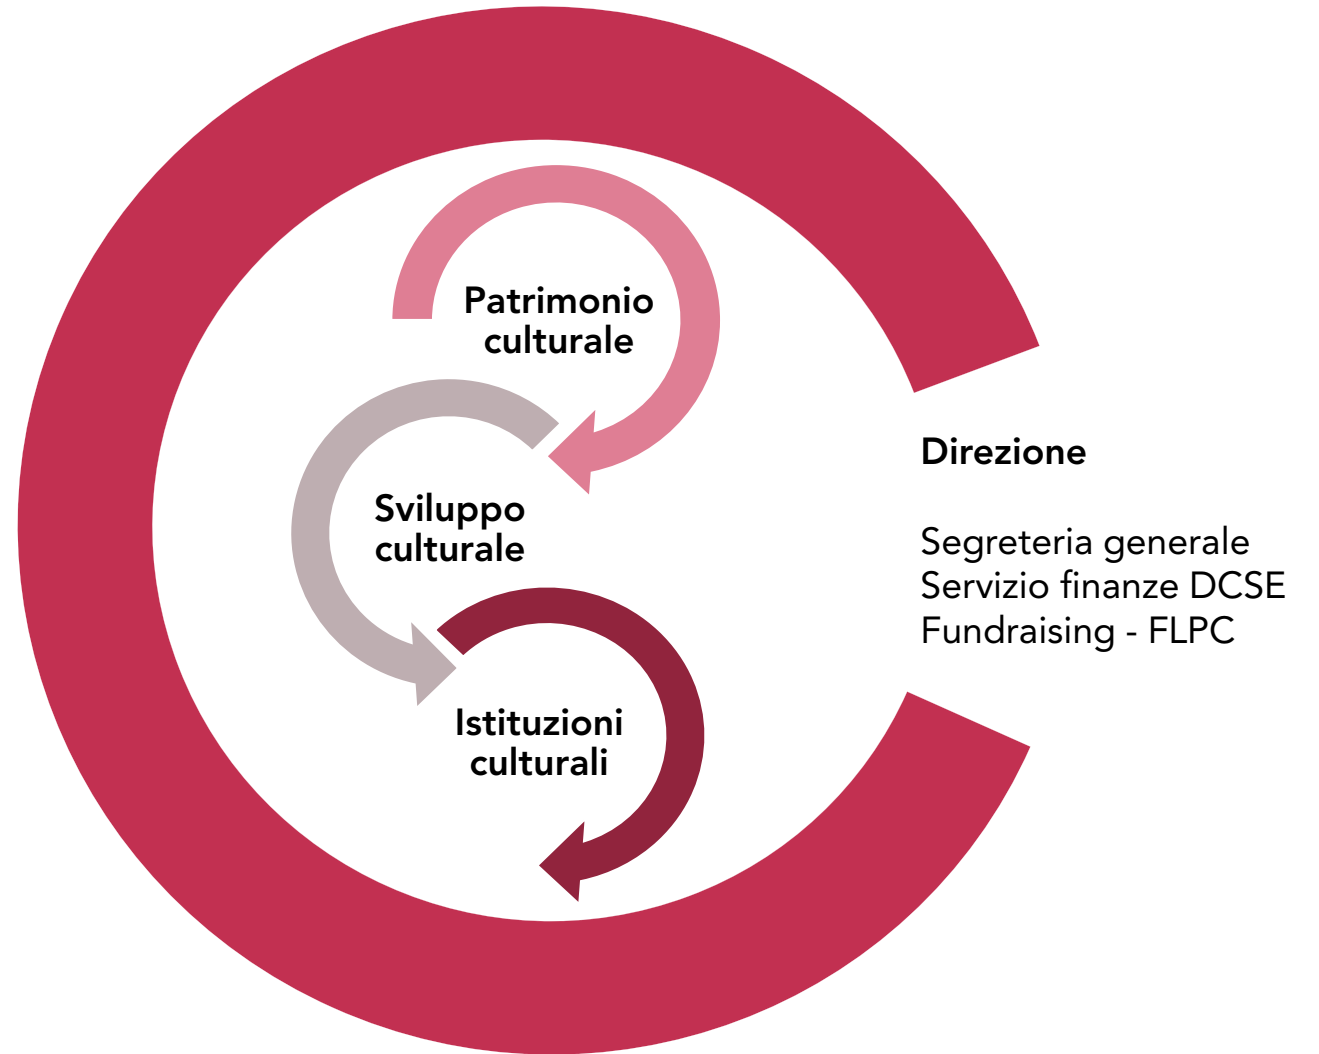 Patrimonio
culturale
Sviluppo
culturale
Istituzioni
culturali
Direzione
Segreteria generale
Servizio finanze DCSE
Fundraising - FLPC